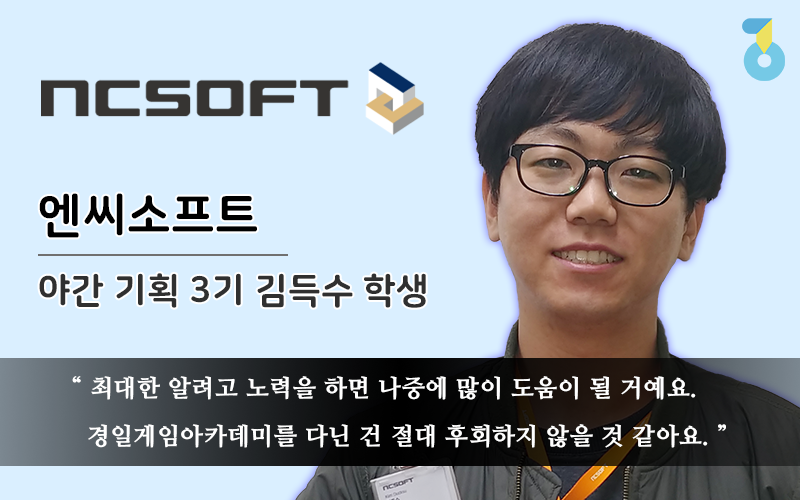 NCSOFT
엔씨소프트
야간 기획 3기 김득수 학생
“ 최대한 알려고 노력을 하면 나중에 많이 도움이 될 거예요.
경일게임아카데미를 다닌 건 절대 후회하지 않을 것 같아요. ”
NCSOFT
NCSOFT